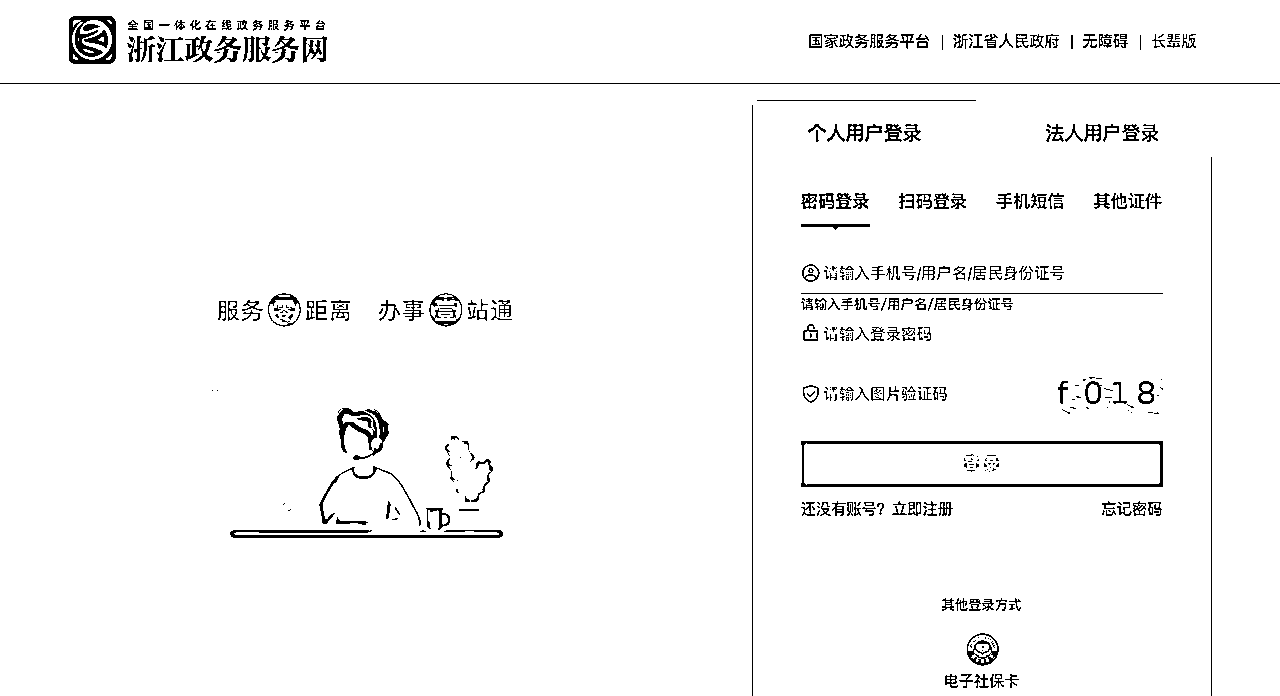 全国一体化在线政务服务平台
浙江政务服务网
国家政务服务平台 | 浙江省人民政府 | 无障碍 | 长辈版
个人用户登录 法人用户登录
密码登录 扫码登录 手机短信 其他证件
请输入手机号/用户名/居民身份证号
请输入手机号/用户名/居民身份证号
请输入登录密码
请输入图片验证码 f018
登录
还没有账号？立即注册 忘记密码
其他登录方式
电子社保卡
服务零距离 办事一站通